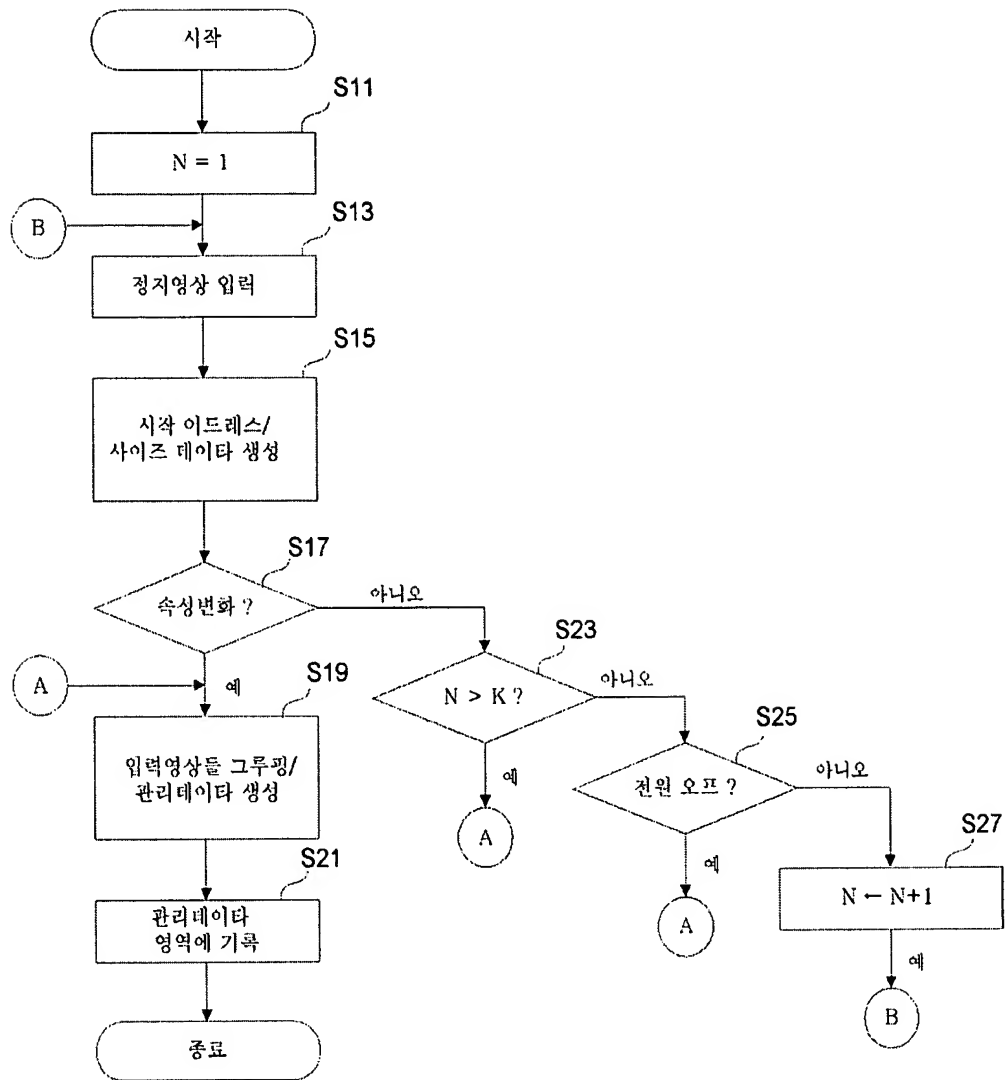 시작
S11
N = 1
B
S13
정지영상 입력
S15
시작 어드레스/
사이즈 데이타 생성
S17
속성변화 ?
아니오
A
예
S19
S23
N > K ?
아니오
입력영상들 그루핑/
관리데이타 생성
예
A
S25
전원 오프 ?
아니오
S21
관리데이타
영역에 기록
예
A
S27
N ← N+1
예
B
종료